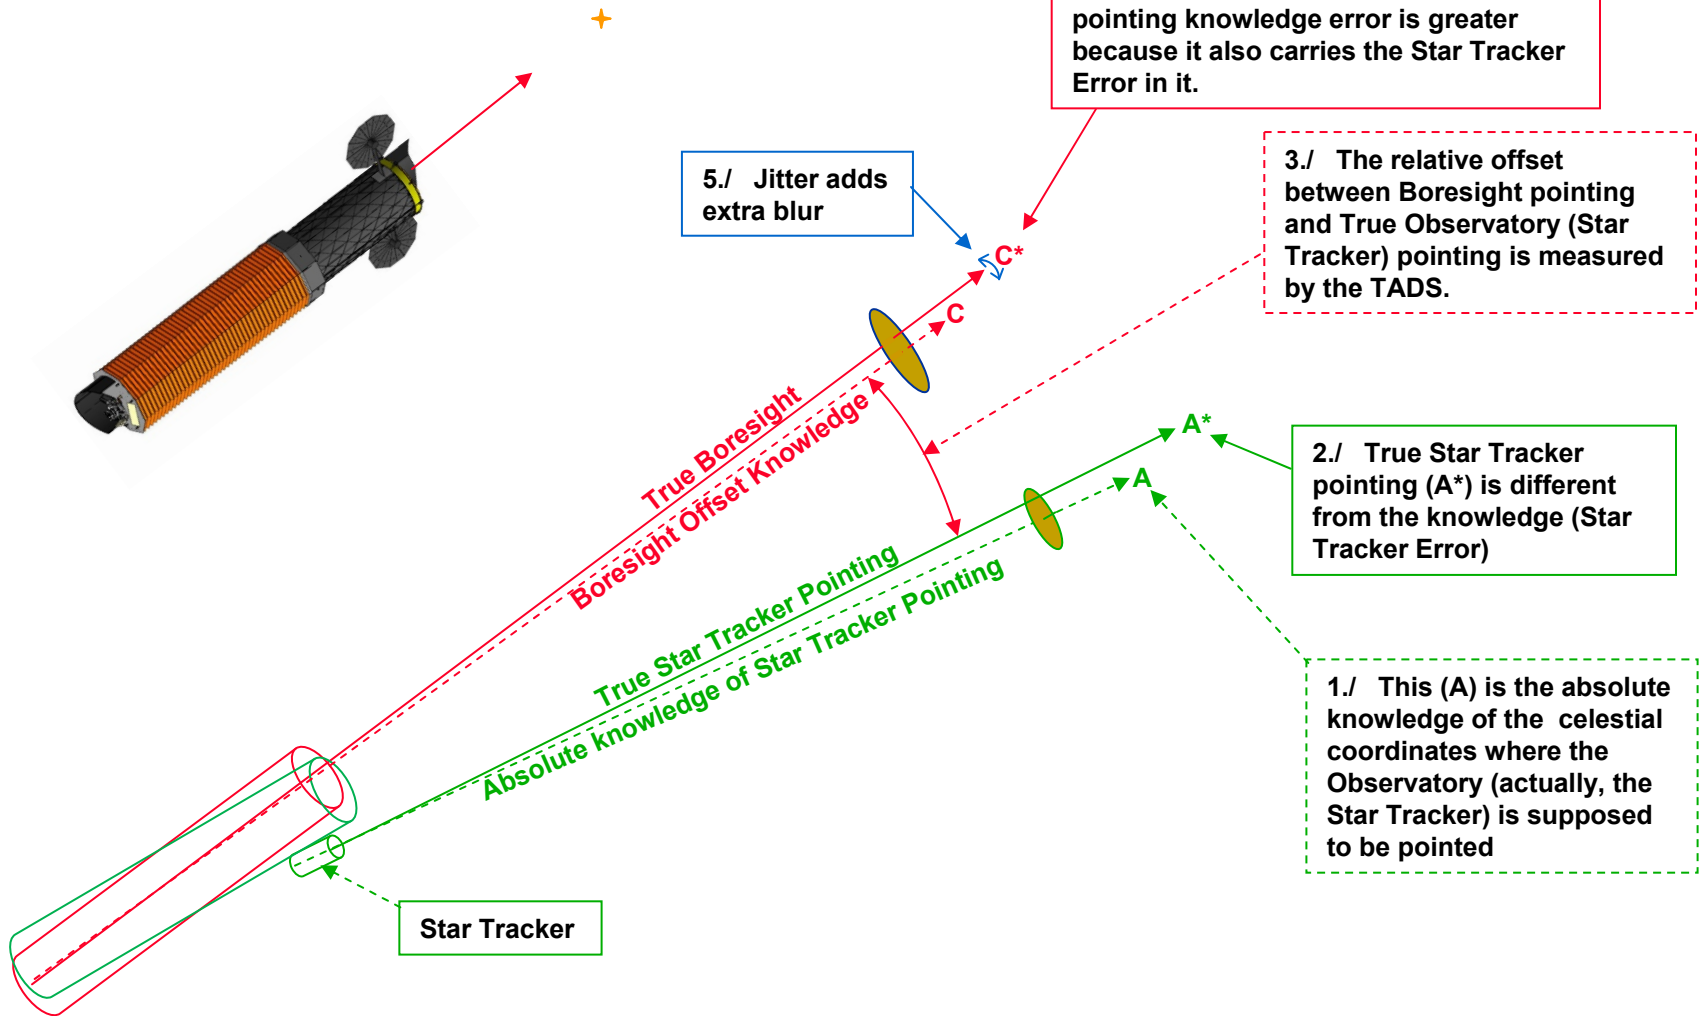 pointing knowledge error is greater
because it also carries the Star Tracker
Error in it.
3./ The relative offset
between Boresight pointing
and True Observatory (Star
Tracker) pointing is measured
by the TADS.
5./ Jitter adds
extra blur
C*
C
True Boresight
Boresight Offset Knowledge
A*
A
2./ True Star Tracker
pointing (A*) is different
from the knowledge (Star
Tracker Error)
True Star Tracker Pointing
Absolute knowledge of Star Tracker Pointing
1./ This (A) is the absolute
knowledge of the celestial
coordinates where the
Observatory (actually, the
Star Tracker) is supposed
to be pointed
Star Tracker